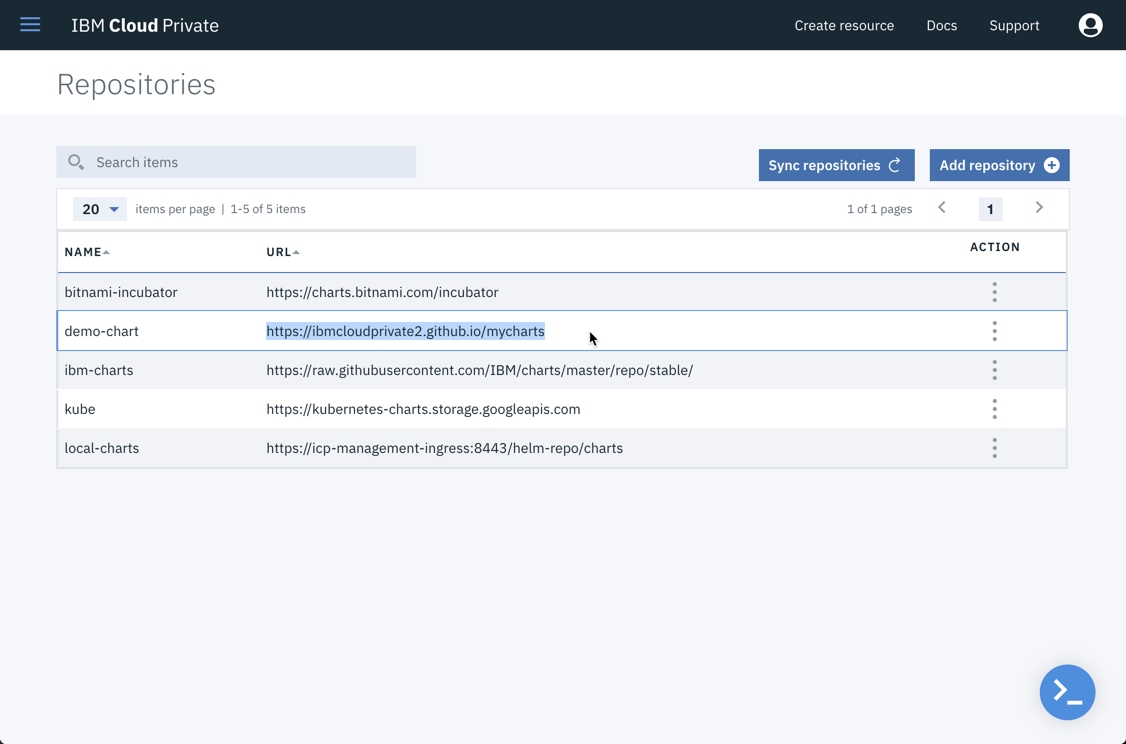 IBM Cloud Private
Create resource
Docs
Support
Repositories
Search items
Sync repositories
Add repository
20 items per page | 1-5 of 5 items
1 of 1 pages
1
NAME URL ACTION
bitnami-incubator https://charts.bitnami.com/incubator
demo-chart https://ibmcloudprivate2.github.io/mycharts
ibm-charts https://raw.githubusercontent.com/IBM/charts/master/repo/stable/
kube https://kubernetes-charts.storage.googleapis.com
local-charts https://icp-management-ingress:8443/helm-repo/charts